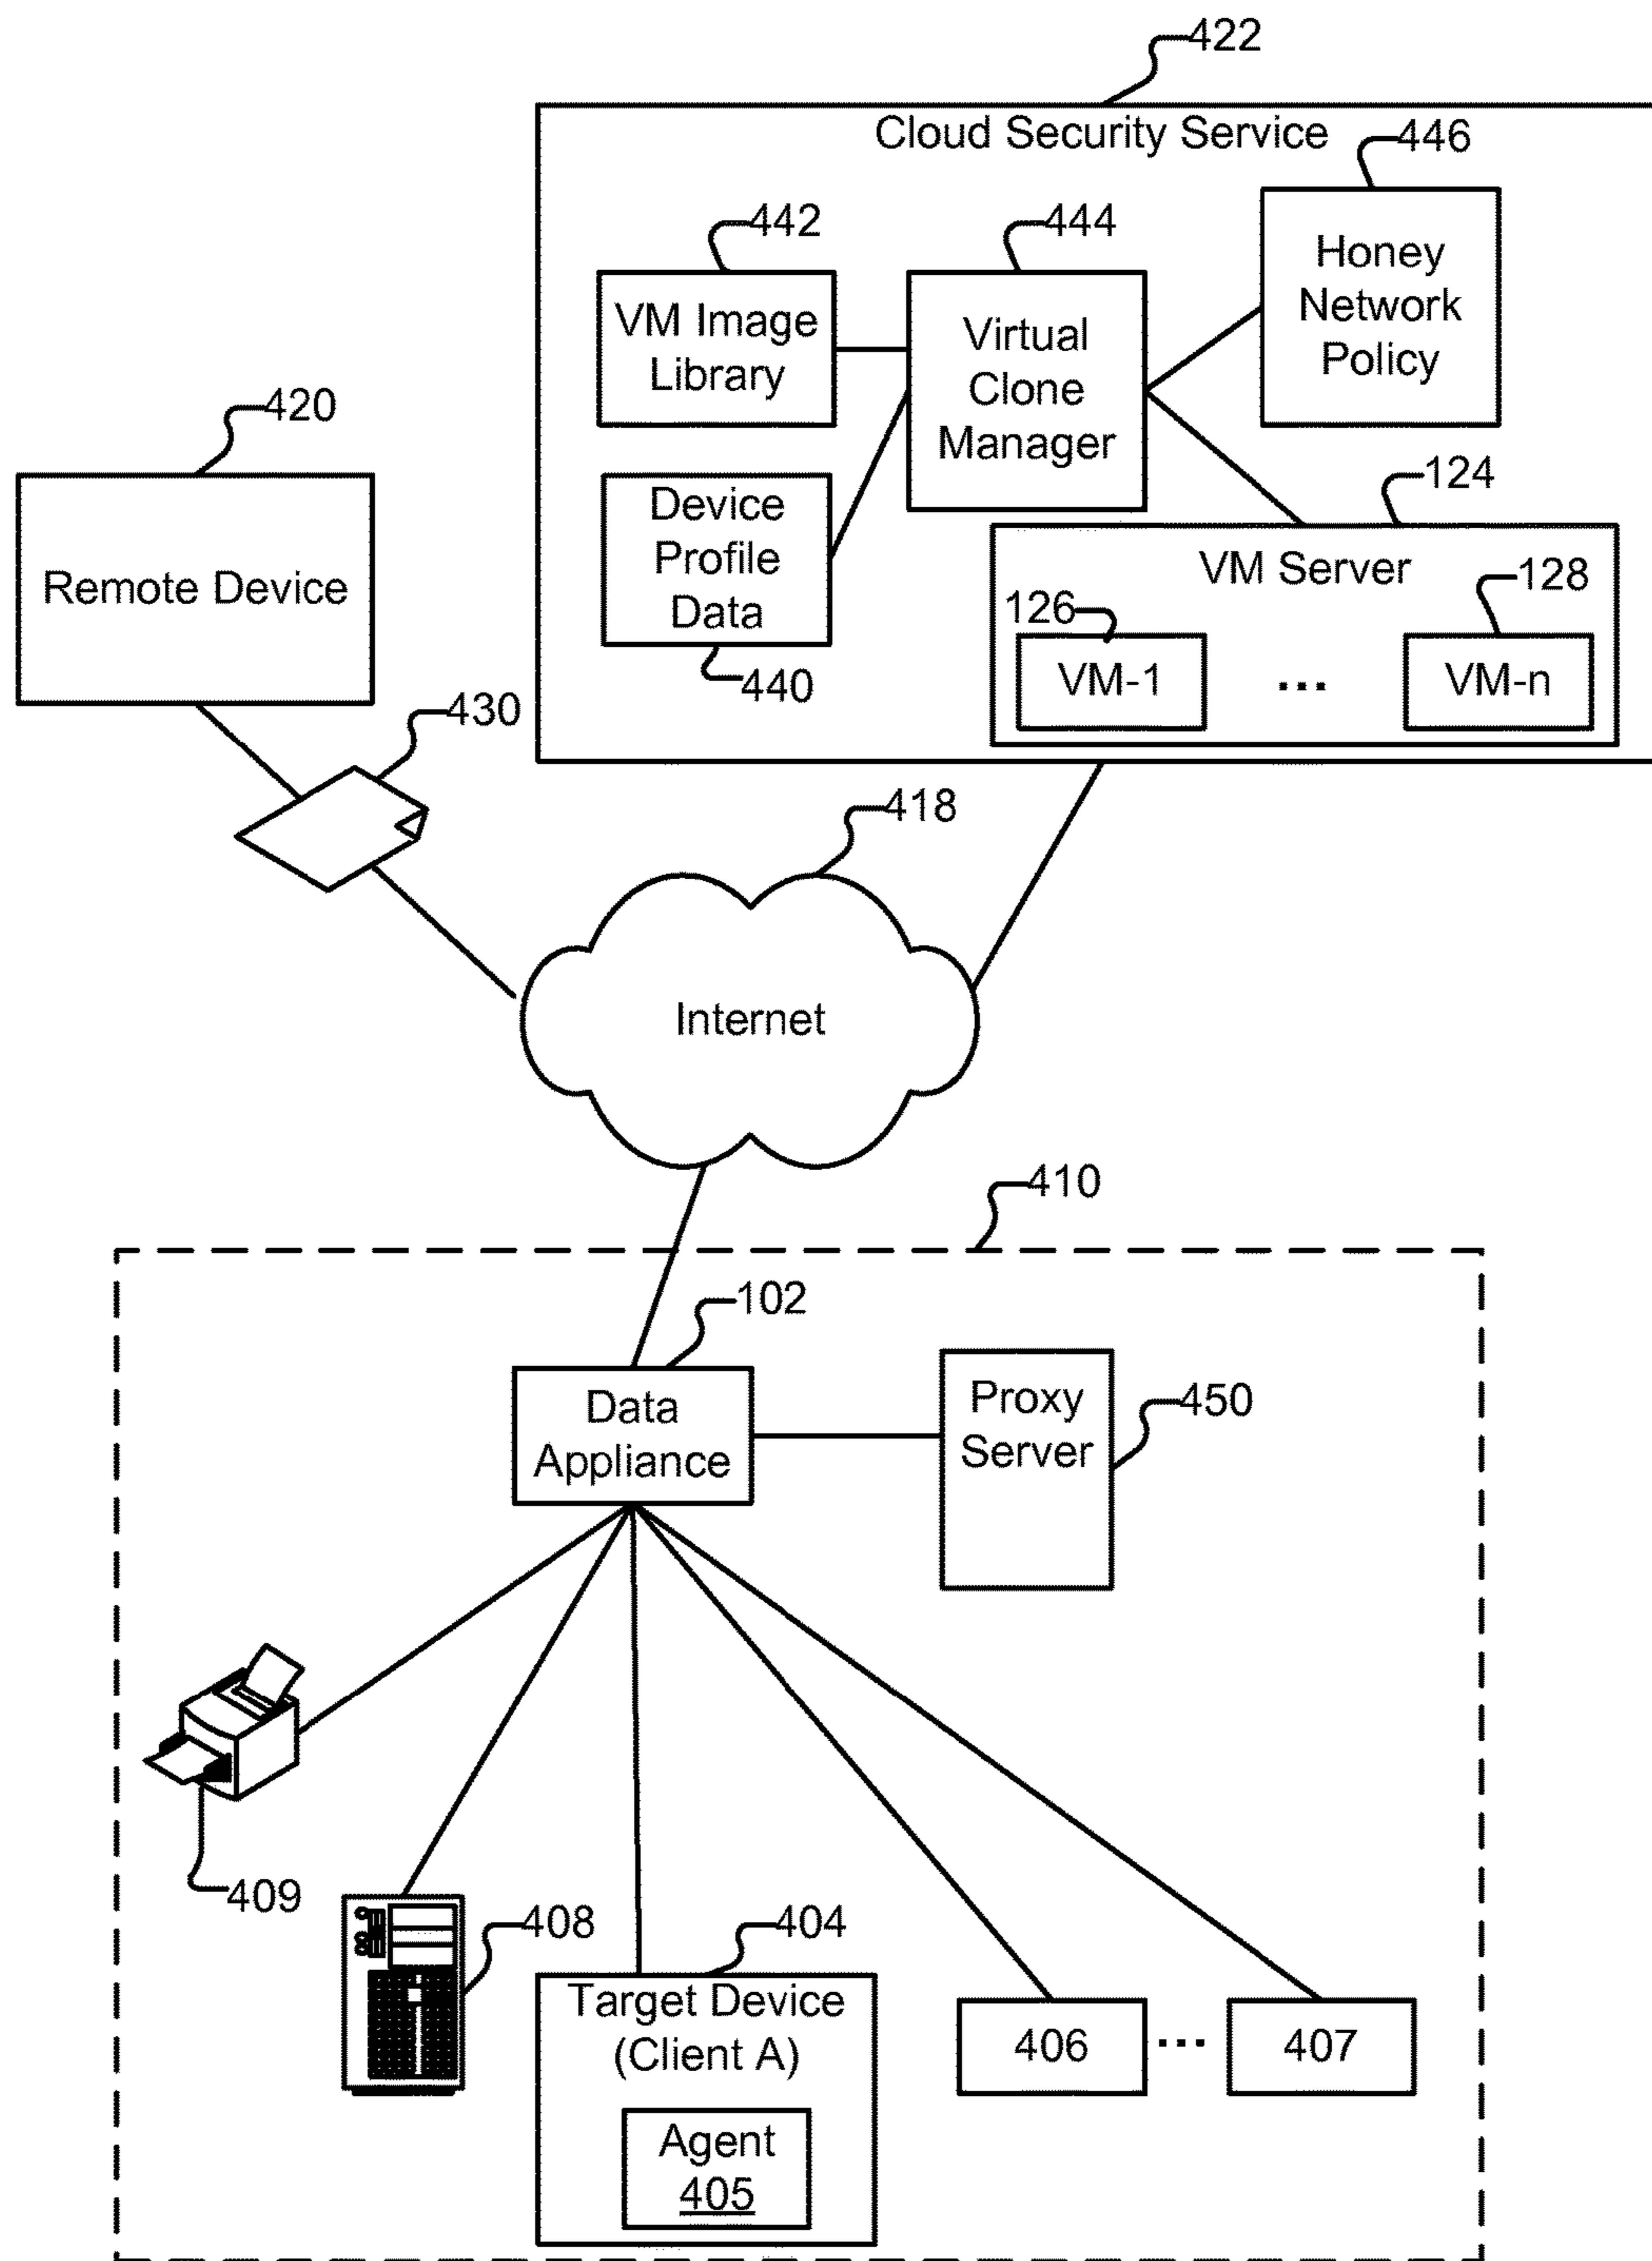 422
Cloud Security Service
446
442
444
Honey
Network
Policy
VM Image
Library
Virtual
Clone
Manager
420
Remote Device
Device
Profile
Data
440
124
VM Server
126
128
VM-1
...
VM-n
430
418
Internet
410
102
Data
Appliance
Proxy
Server
450
409
408
404
Target Device
(Client A)
Agent
405
406
...
407